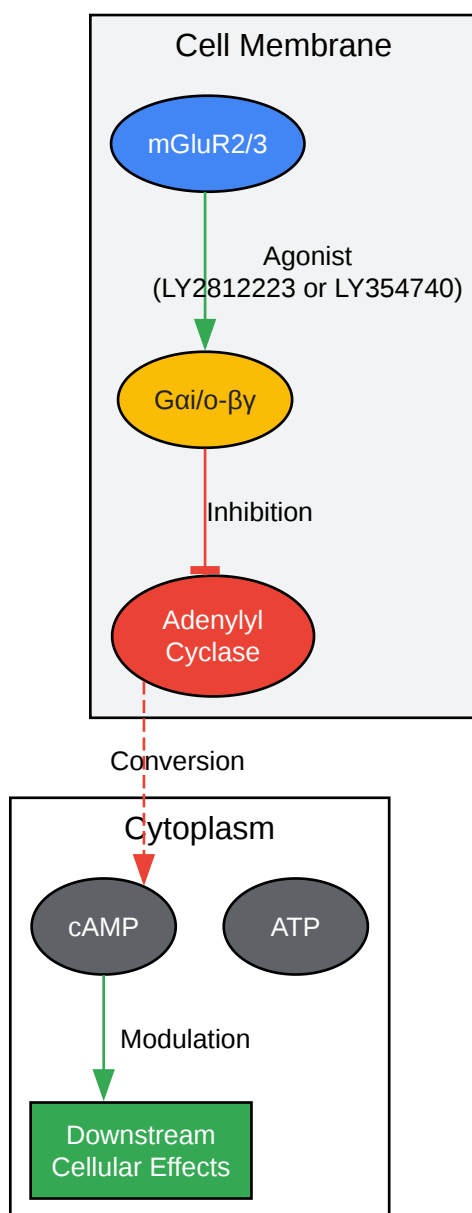 Cell Membrane
mGluR2/3
Agonist
(LY2812223 or LY354740)
Gαi/o-βγ
Inhibition
Adenylyl
Cyclase
Conversion
Cytoplasm
cAMP
ATP
Modulation
Downstream
Cellular Effects